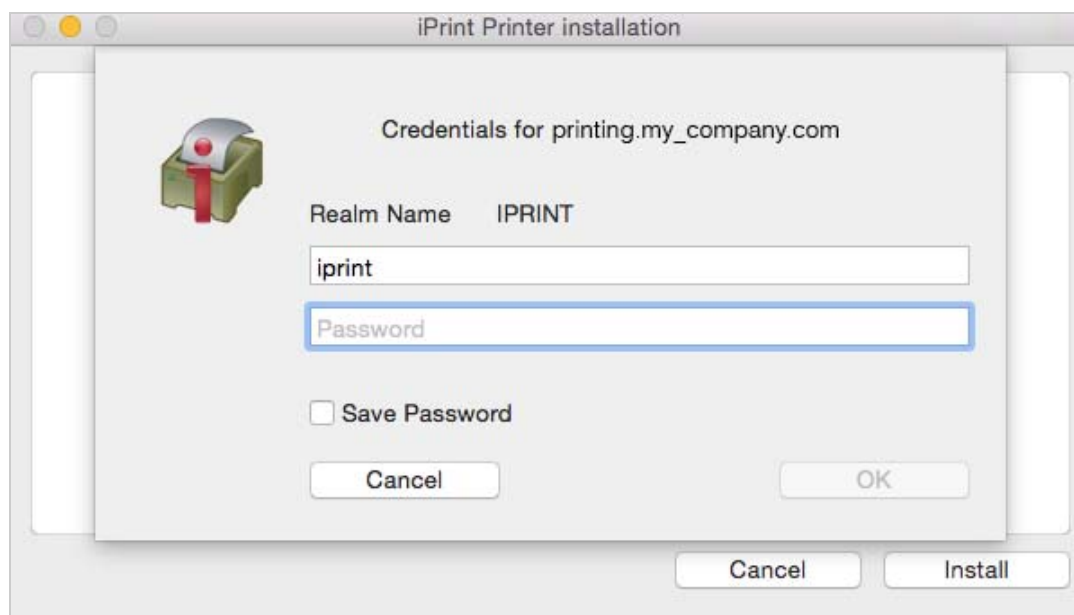 iPrint Printer installation
Credentials for printing.my_company.com
Realm Name IPRINT
iprint
Password
Save Password
Cancel OK
Cancel Install